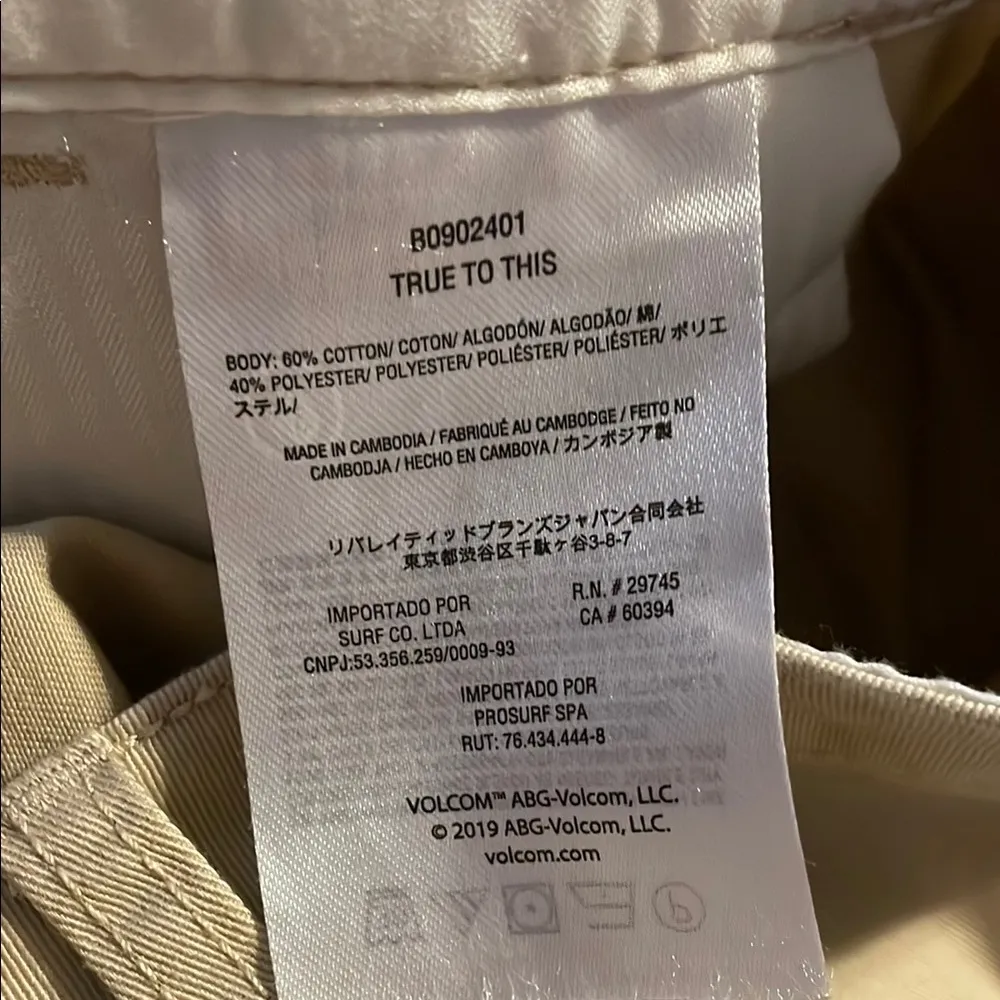 B0902401
TRUE TO THIS
BODY: 60% COTTON/ COTON/ ALGODÓN/ ALGODÃO/ 綿/
40% POLYESTER/ POLYESTER/ POLIÉSTER/ POLIÉSTER/ ポリエ
ステル/
MADE IN CAMBODIA / FABRIQUÉ AU CAMBODGE / FEITO NO
CAMBODJA / HECHO EN CAMBOYA / カンボジア製
リバレイティッドブランズジャパン合同会社
東京都渋谷区千駄ヶ谷3-8-7
IMPORTADO POR
SURF CO. LTDA
CNPJ:53.356.259/0009-93
R.N. # 29745
CA # 60394
IMPORTADO POR
PROSURF SPA
RUT: 76.434.444-8
VOLCOM™ ABG-Volcom, LLC.
© 2019 ABG-Volcom, LLC.
volcom.com